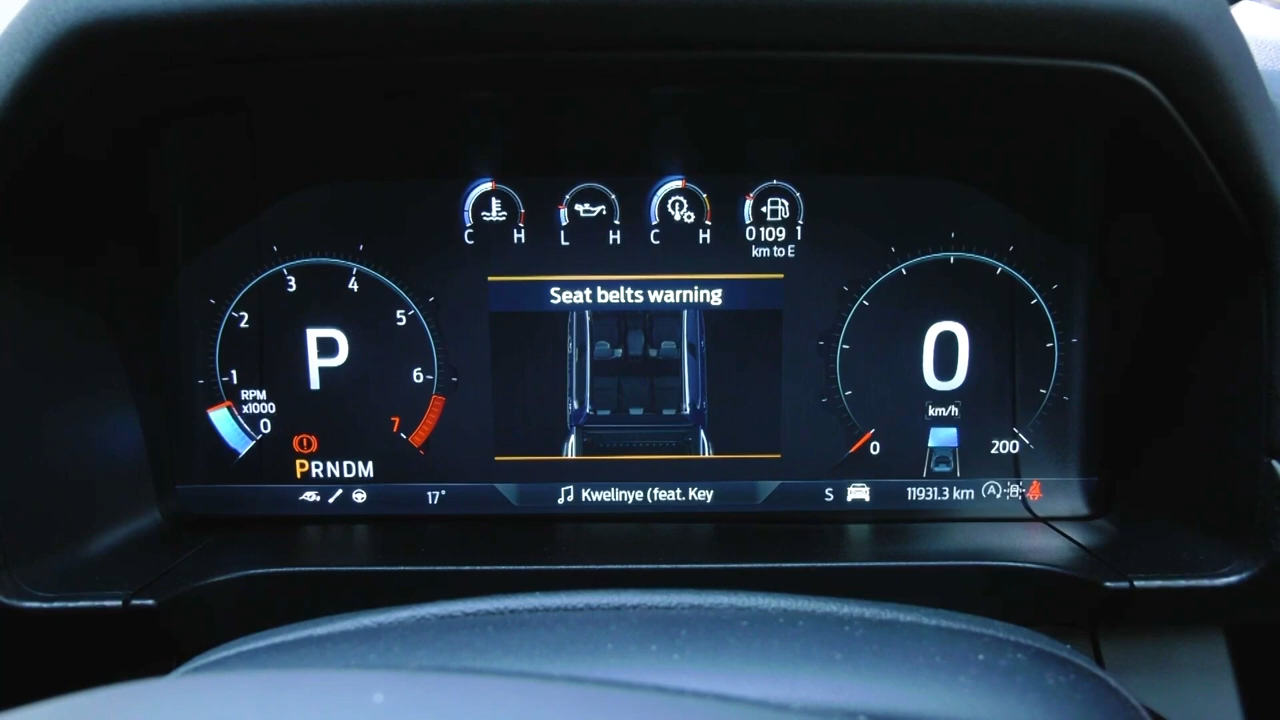 C H
L H
C H
0 109 1
km to E
Seat belts warning
1
2
3
4
5
6
7
0
RPM
x1000
P
PRNDM
0
km/h
0
200
17°
Kwelinye (feat. Key
S
11931.3 km
A